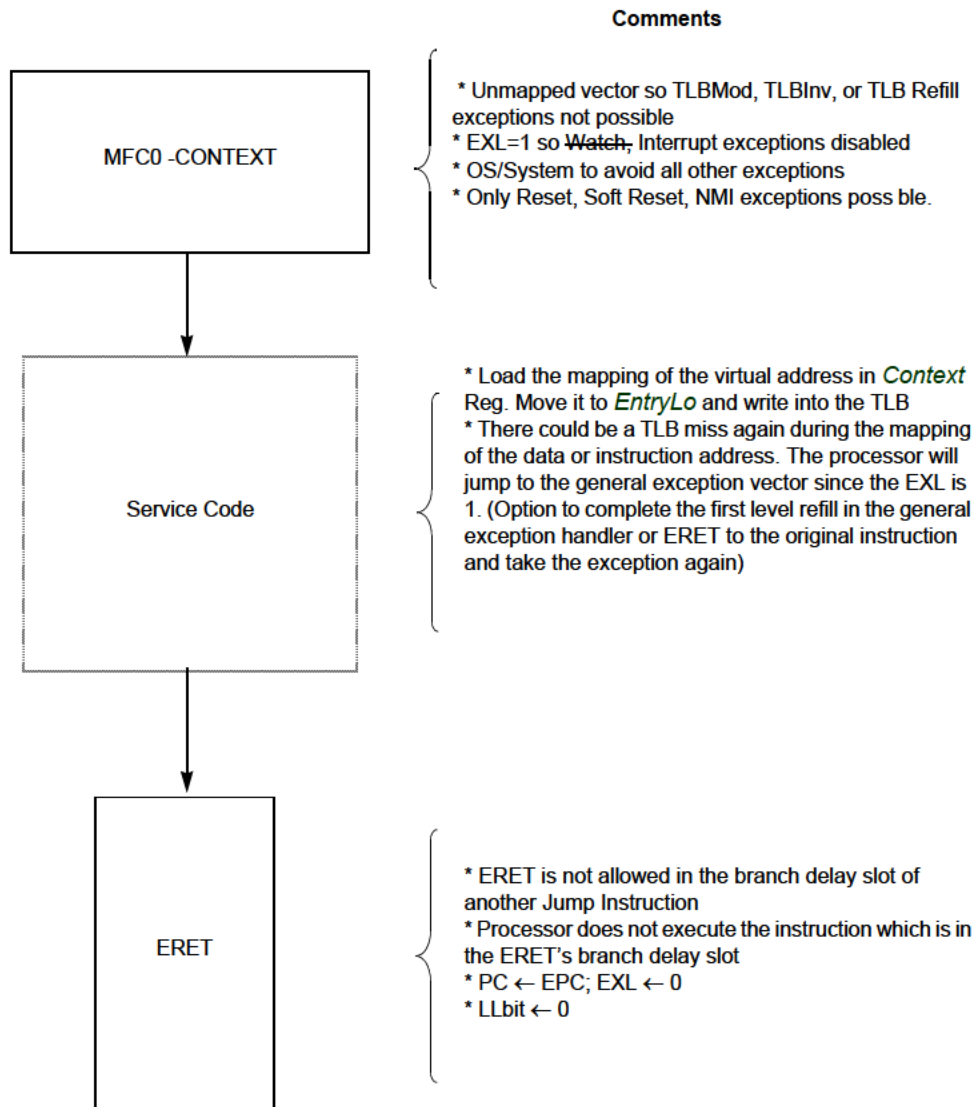 Comments
MFC0 -CONTEXT
* Unmapped vector so TLBMod, TLBInv, or TLB Refill
exceptions not possible
* EXL=1 so Watch, Interrupt exceptions disabled
* OS/System to avoid all other exceptions
* Only Reset, Soft Reset, NMI exceptions poss ble.
Service Code
* Load the mapping of the virtual address in Context
Reg. Move it to EntryLo and write into the TLB
* There could be a TLB miss again during the mapping
of the data or instruction address. The processor will
jump to the general exception vector since the EXL is
1. (Option to complete the first level refill in the general
exception handler or ERET to the original instruction
and take the exception again)
ERET
* ERET is not allowed in the branch delay slot of
another Jump Instruction
* Processor does not execute the instruction which is in
the ERET's branch delay slot
* PC ← EPC; EXL ← 0
* LLbit ← 0